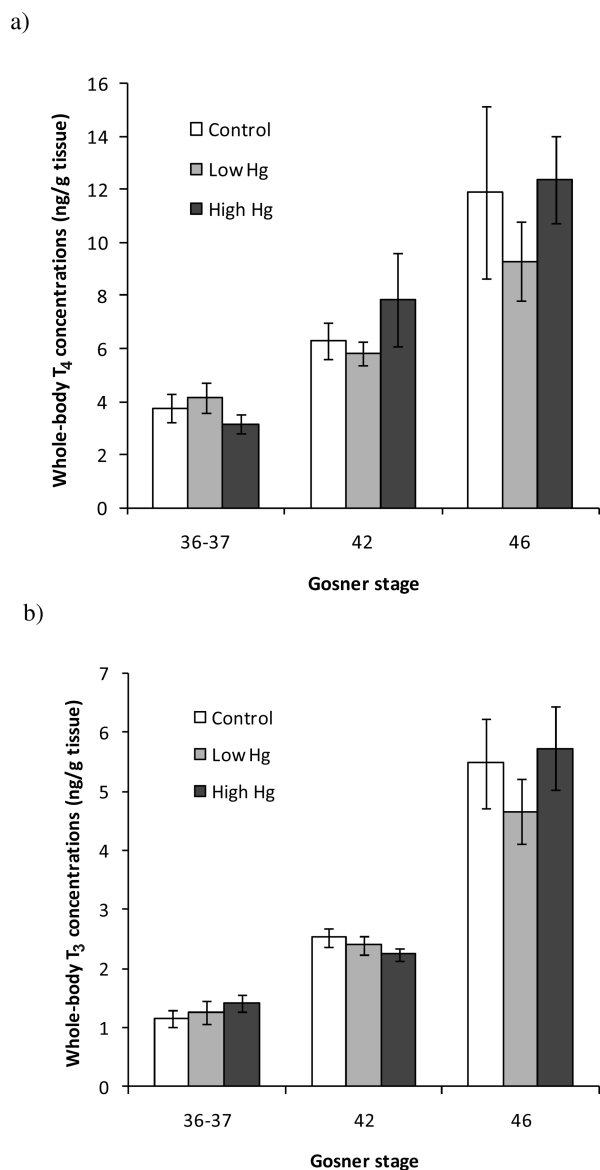 a)
Whole-body T4 concentrations (ng/g tissue)
16
14
12
10
8
6
4
2
0
Control
Low Hg
High Hg
36-37 42 46
Gosner stage
b)
Whole-body T3 concentrations (ng/g tissue)
7
6
5
4
3
2
1
0
Control
Low Hg
High Hg
36-37 42 46
Gosner stage